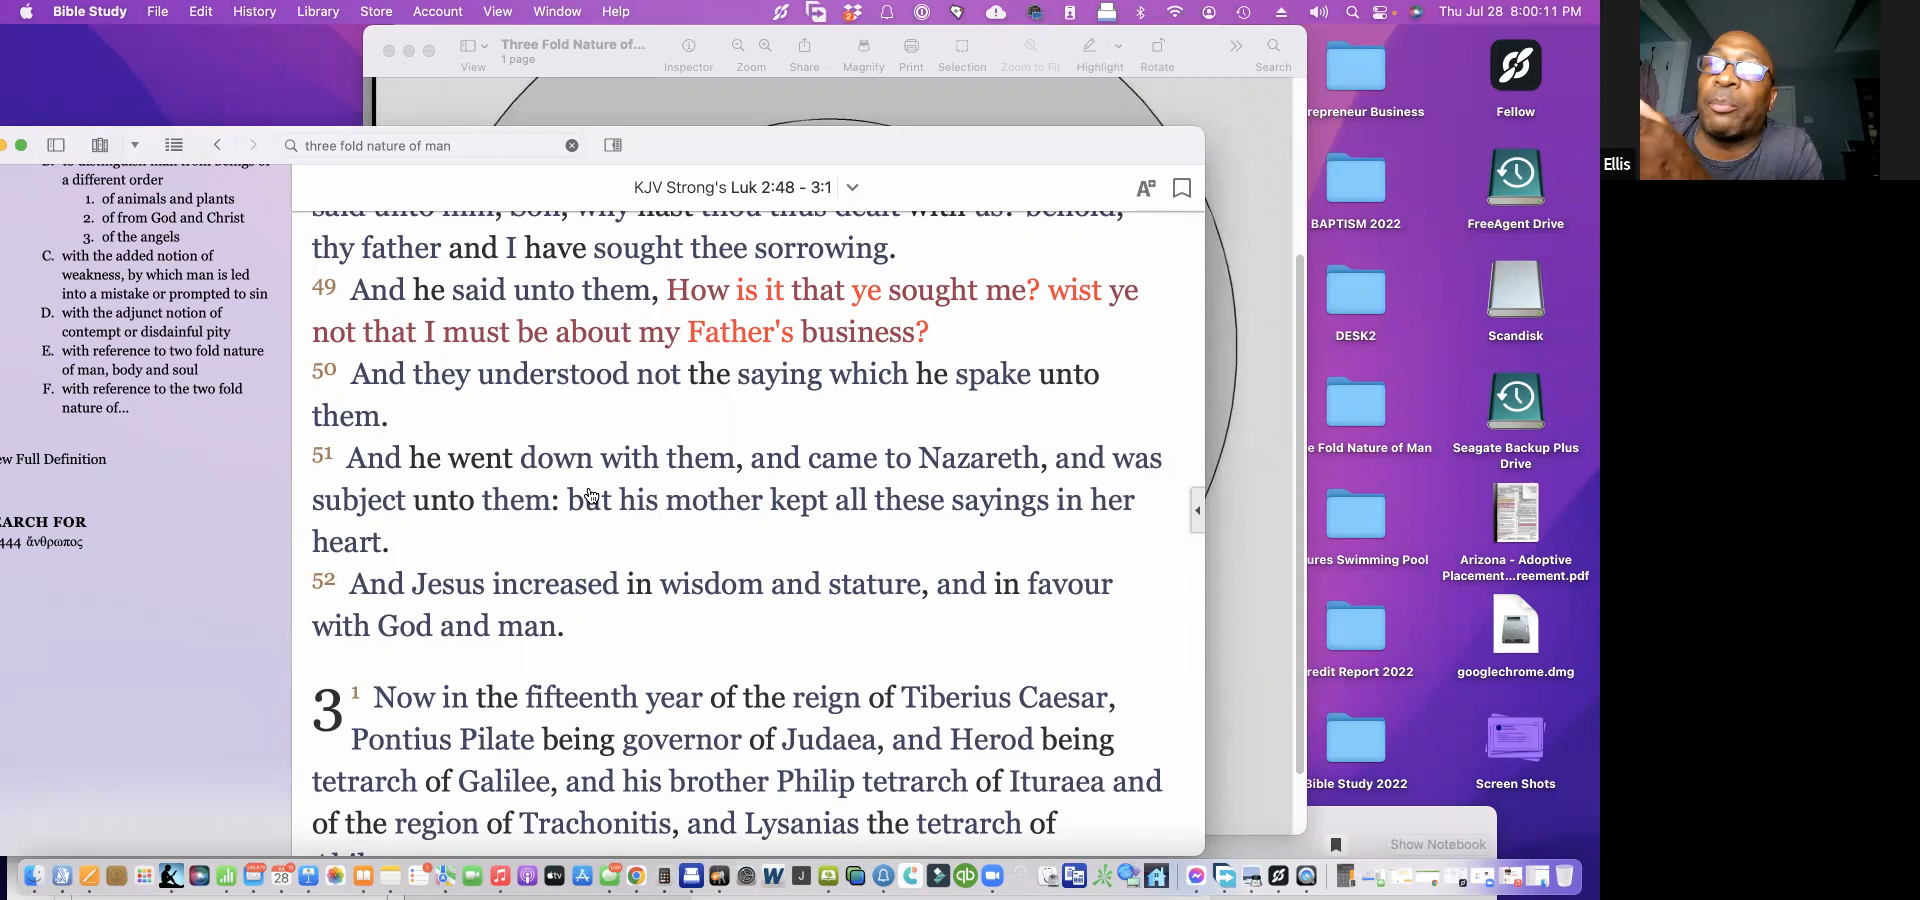 Bible Study File Edit History Library Store Account View Window Help
Thu Jul 28 8:00:11 PM
Three Fold Nature of...
1 page
View Inspector Zoom Share Magnify Print Selection Zoom to Fit Highlight Rotate Search
three fold nature of man
a different order
1. of animals and plants
2. of from God and Christ
3. of the angels
C. with the added notion of
weakness, by which man is led
into a mistake or prompted to sin
D. with the adjunct notion of
contempt or disdainful pity
E. with reference to two fold nature
of man, body and soul
F. with reference to the two fold
nature of...
ew Full Definition
EARCH FOR
444 ἄνθρωπος
KJV Strong's Luk 2:48 - 3:1
said unto him, Son, why hast thou thus dealt with us? behold,
thy father and I have sought thee sorrowing.
49 And he said unto them, How is it that ye sought me? wist ye
not that I must be about my Father's business?
50 And they understood not the saying which he spake unto
them.
51 And he went down with them, and came to Nazareth, and was
subject unto them: but his mother kept all these sayings in her
heart.
52 And Jesus increased in wisdom and stature, and in favour
with God and man.
3 1 Now in the fifteenth year of the reign of Tiberius Caesar,
Pontius Pilate being governor of Judaea, and Herod being
tetrarch of Galilee, and his brother Philip tetrarch of Ituraea and
of the region of Trachonitis, and Lysanias the tetrarch of
repreneur Business
Fellow
BAPTISM 2022
FreeAgent Drive
DESK2
Scandisk
e Fold Nature of Man
Seagate Backup Plus
Drive
ures Swimming Pool
Arizona - Adoptive
Placement...reement.pdf
redit Report 2022
googlechrome.dmg
Bible Study 2022
Screen Shots
Show Notebook
Ellis